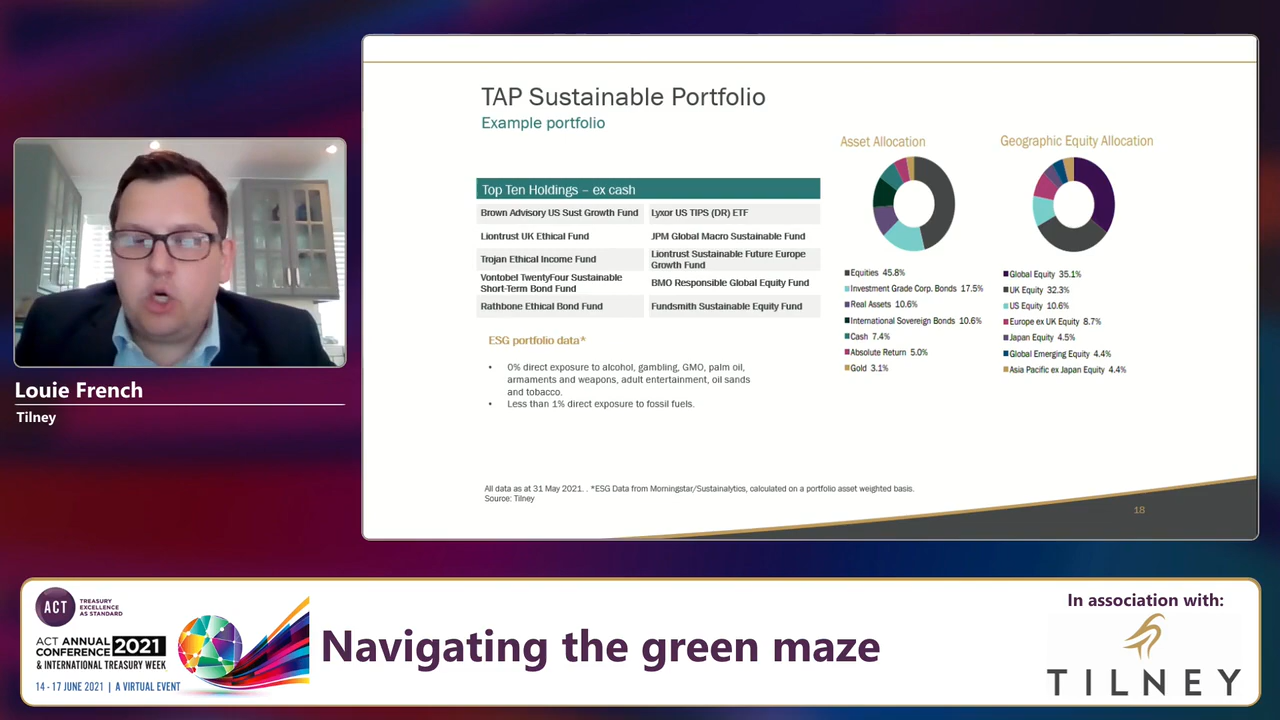 TAP Sustainable Portfolio
Example portfolio
Top Ten Holdings – ex cash
Brown Advisory US Sust Growth Fund
Lyxor US TIPS (DR) ETF
Liontrust UK Ethical Fund
JPM Global Macro Sustainable Fund
Trojan Ethical Income Fund
Liontrust Sustainable Future Europe
Growth Fund
Vontobel TwentyFour Sustainable
Short-Term Bond Fund
BMO Responsible Global Equity Fund
Rathbone Ethical Bond Fund
Fundsmith Sustainable Equity Fund
ESG portfolio data*
• 0% direct exposure to alcohol, gambling, GMO, palm oil,
armaments and weapons, adult entertainment, oil sands
and tobacco.
• Less than 1% direct exposure to fossil fuels.
Asset Allocation
Equities 45.8%
Investment Grade Corp. Bonds 17.5%
Real Assets 10.6%
International Sovereign Bonds 10.6%
Cash 7.4%
Absolute Return 5.0%
Gold 3.1%
Geographic Equity Allocation
Global Equity 35.1%
UK Equity 32.3%
US Equity 10.6%
Europe ex UK Equity 8.7%
Japan Equity 4.5%
Global Emerging Equity 4.4%
Asia Pacific ex Japan Equity 4.4%
All data as at 31 May 2021. . *ESG Data from Morningstar/Sustainalytics, calculated on a portfolio asset weighted basis.
Source: Tilney
18
Louie French
Tilney
ACT
TREASURY
EXCELLENCE
AS STANDARD
ACT ANNUAL
CONFERENCE 2021
& INTERNATIONAL TREASURY WEEK
14 - 17 JUNE 2021 | A VIRTUAL EVENT
Navigating the green maze
In association with:
TILNEY